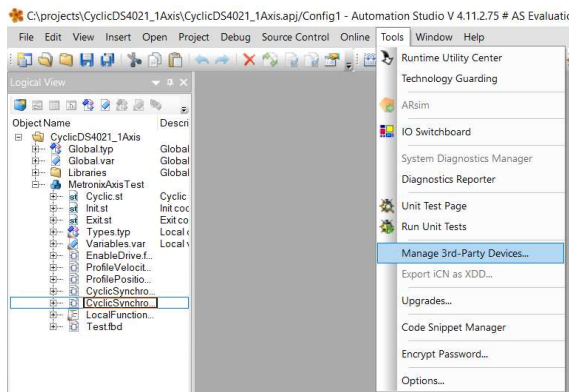 C:\projects\CyclicDS4021_1Axis\CyclicDS4021_1Axis.apj/Config1 - Automation Studio V 4.11.2.75 # AS Evaluatio
File Edit View Insert Open Project Debug Source Control Online Tools Window Help
Logical View
Object Name Descri
CyclicDS4021_1Axis
Global.typ Global
Global.var Global
Libraries Global
MetronixAxisTest
Cyclic.st Cyclic
Init.st Init coc
Exit.st Exit co
Types.typ Local c
Variables.var Local v
EnableDrive.f...
ProfileVelocit...
ProfilePositio...
CyclicSynchro...
CyclicSynchro...
LocalFunction...
Test.fbd
Runtime Utility Center
Technology Guarding
ARsim
IO Switchboard
System Diagnostics Manager
Diagnostics Reporter
Unit Test Page
Run Unit Tests
Manage 3rd-Party Devices...
Export iCN as XDD...
Upgrades...
Code Snippet Manager
Encrypt Password...
Options...